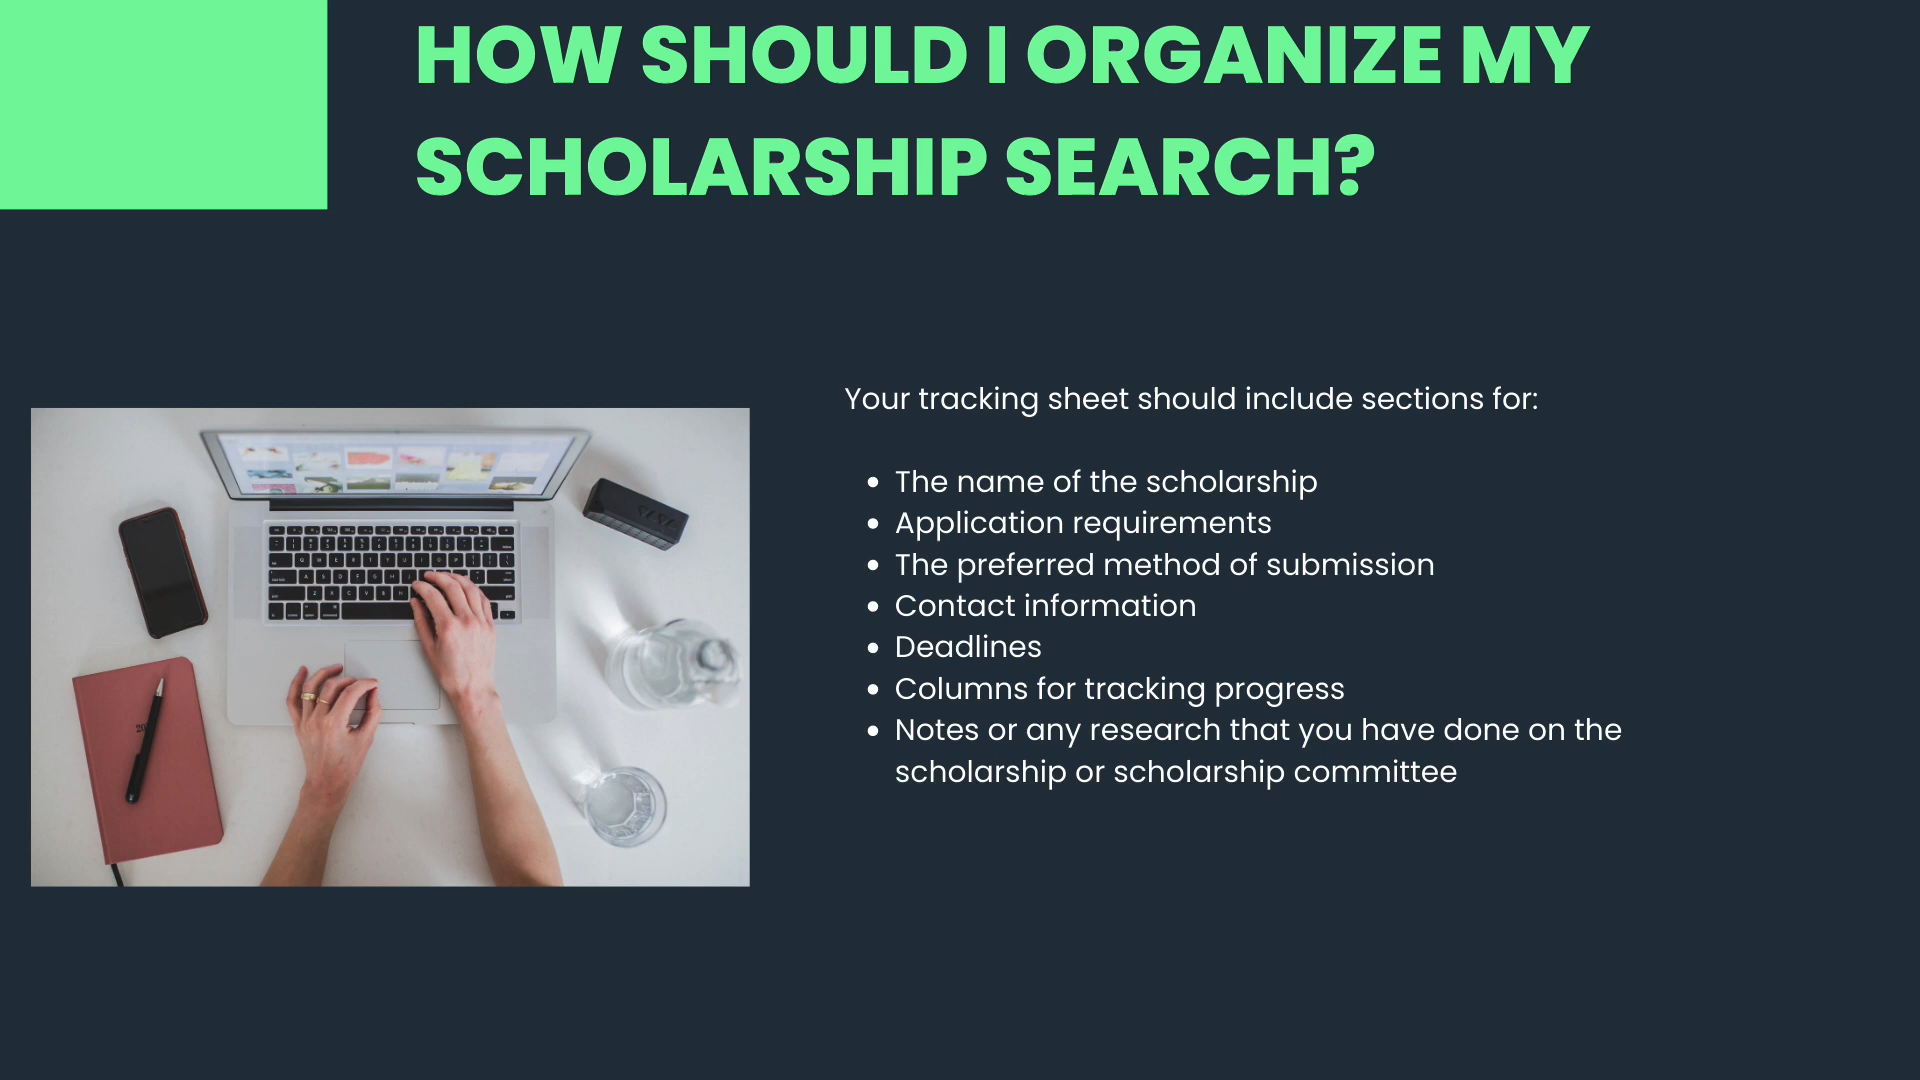 HOW SHOULD I ORGANIZE MY
SCHOLARSHIP SEARCH?
Your tracking sheet should include sections for:
• The name of the scholarship
• Application requirements
• The preferred method of submission
• Contact information
• Deadlines
• Columns for tracking progress
• Notes or any research that you have done on the
scholarship or scholarship committee